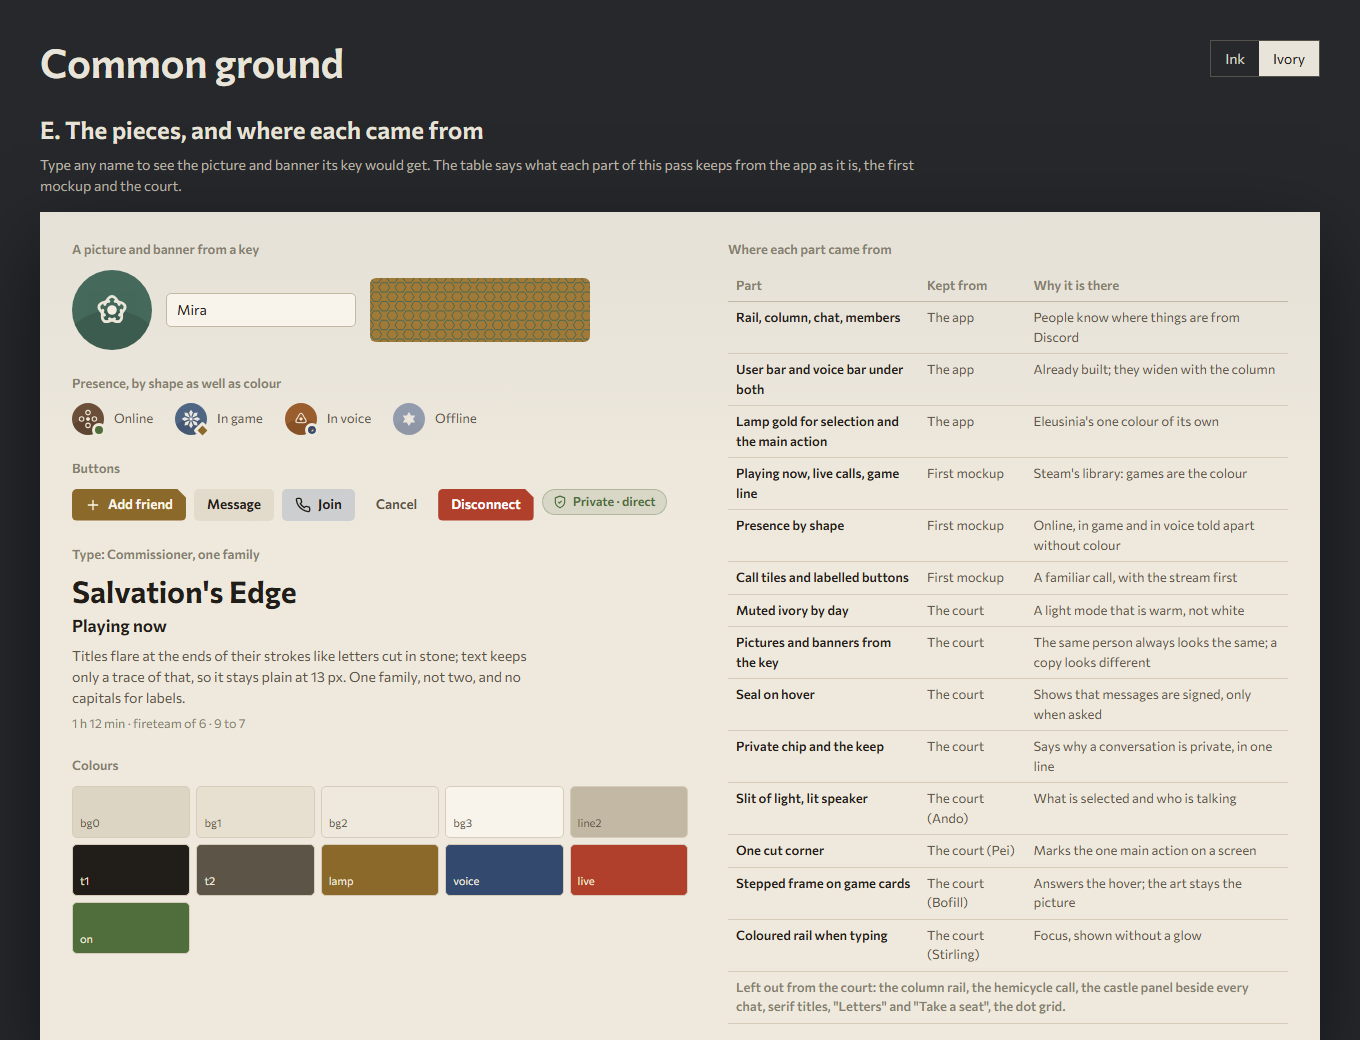 Common ground
Ink
Ivory
E. The pieces, and where each came from
Type any name to see the picture and banner its key would get. The table says what each part of this pass keeps from the app as it is, the first
mockup and the court.
A picture and banner from a key
Mira
Presence, by shape as well as colour
Online
In game
In voice
Offline
Buttons
Add friend
Message
Join
Cancel
Disconnect
Private · direct
Type: Commissioner, one family
Salvation's Edge
Playing now
Titles flare at the ends of their strokes like letters cut in stone; text keeps
only a trace of that, so it stays plain at 13 px. One family, not two, and no
capitals for labels.
1 h 12 min · fireteam of 6 · 9 to 7
Colours
bg0
bg1
bg2
bg3
line2
t1
t2
lamp
voice
live
on
Where each part came from
Part Kept from Why it is there
Rail, column, chat, members The app People know where things are from
Discord
User bar and voice bar under The app Already built; they widen with the column
both
Lamp gold for selection and The app Eleusinia's one colour of its own
the main action
Playing now, live calls, game First mockup Steam's library: games are the colour
line
Presence by shape First mockup Online, in game and in voice told apart
without colour
Call tiles and labelled buttons First mockup A familiar call, with the stream first
Muted ivory by day The court A light mode that is warm, not white
Pictures and banners from The court The same person always looks the same; a
the key copy looks different
Seal on hover The court Shows that messages are signed, only
when asked
Private chip and the keep The court Says why a conversation is private, in one
line
Slit of light, lit speaker The court What is selected and who is talking
(Ando)
One cut corner The court (Pei) Marks the one main action on a screen
Stepped frame on game cards The court Answers the hover; the art stays the
(Bofill) picture
Coloured rail when typing The court Focus, shown without a glow
(Stirling)
Left out from the court: the column rail, the hemicycle call, the castle panel beside every
chat, serif titles, "Letters" and "Take a seat", the dot grid.